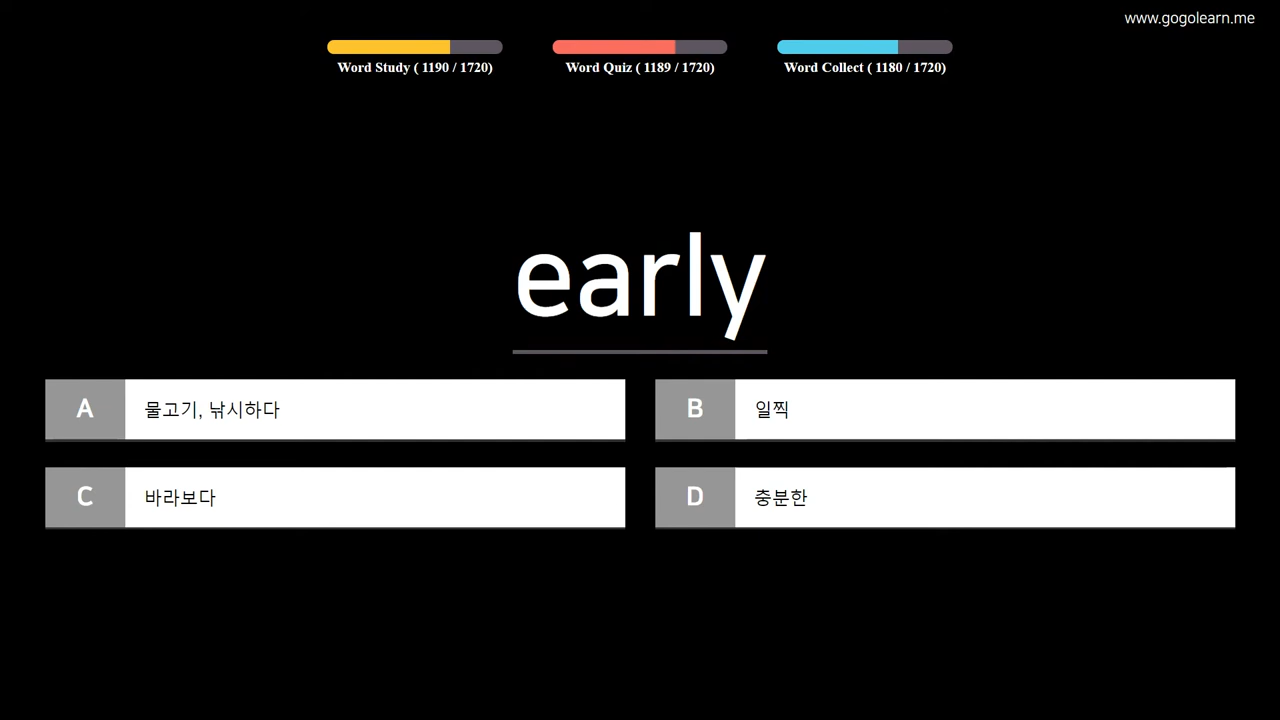 www.gogolearn.me
Word Study ( 1190 / 1720)
Word Quiz ( 1189 / 1720)
Word Collect ( 1180 / 1720)
early
A 물고기, 낚시하다
B 일찍
C 바라보다
D 충분한